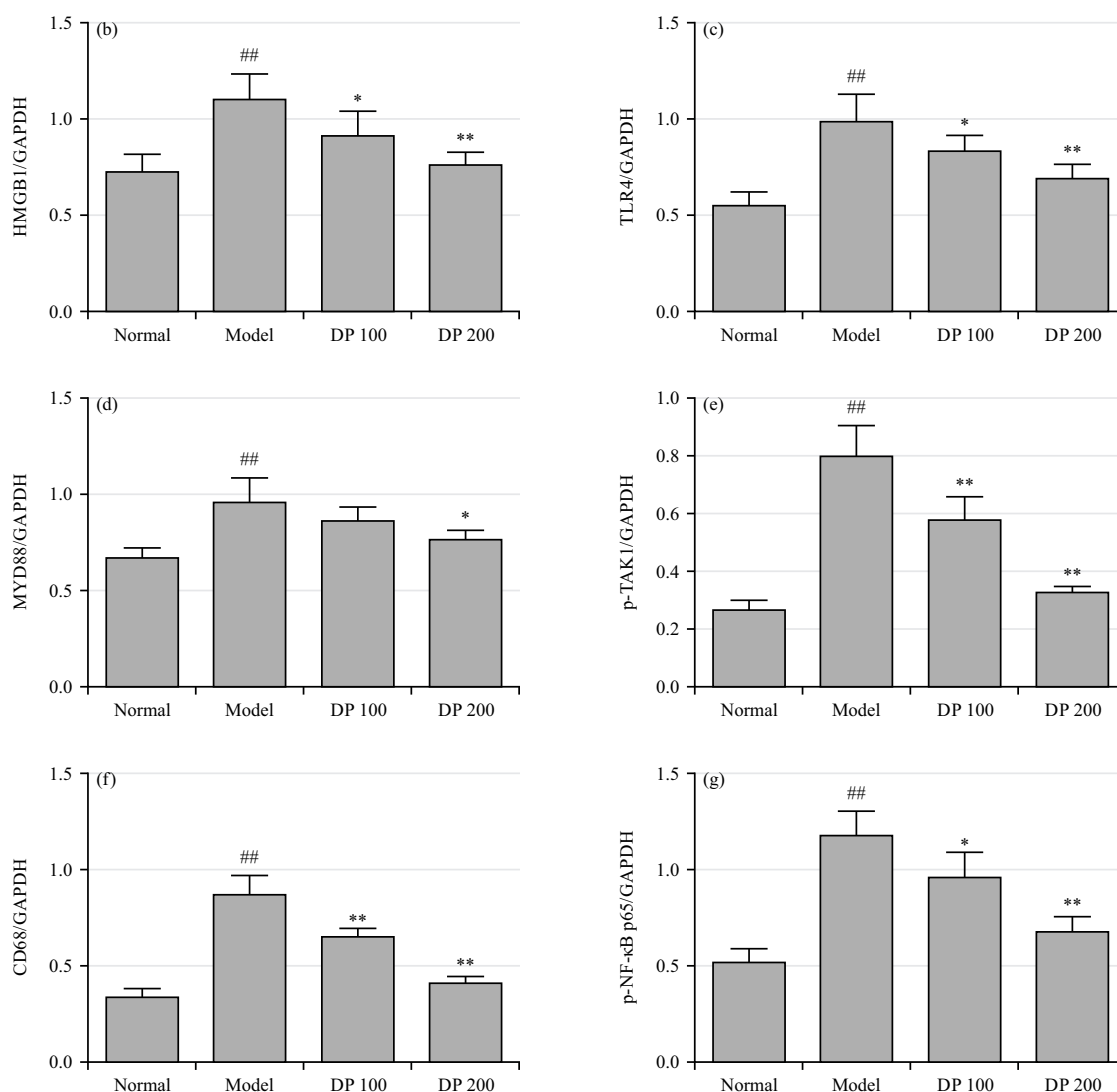 (b)
HMGB1/GAPDH
1.5
1.0
0.5
0.0
##
*
**
Normal Model DP 100 DP 200
(c)
TLR4/GAPDH
1.5
1.0
0.5
0.0
##
*
**
Normal Model DP 100 DP 200
(d)
MYD88/GAPDH
1.5
1.0
0.5
0.0
##
*
Normal Model DP 100 DP 200
(e)
p-TAK1/GAPDH
1.0
0.8
0.6
0.4
0.2
0.0
##
**
**
Normal Model DP 100 DP 200
(f)
CD68/GAPDH
1.5
1.0
0.5
0.0
##
**
**
Normal Model DP 100 DP 200
(g)
p-NF-κB p65/GAPDH
1.5
1.0
0.5
0.0
##
*
**
Normal Model DP 100 DP 200